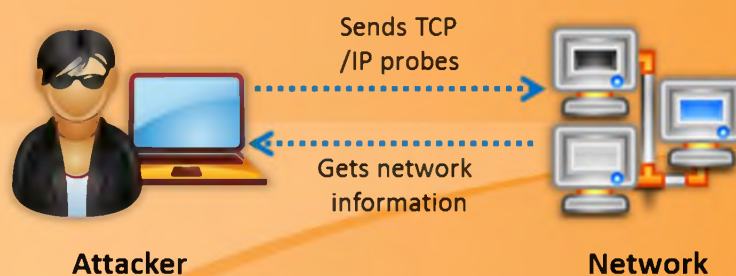 Sends TCP
/IP probes
Gets network
information
Attacker
Network